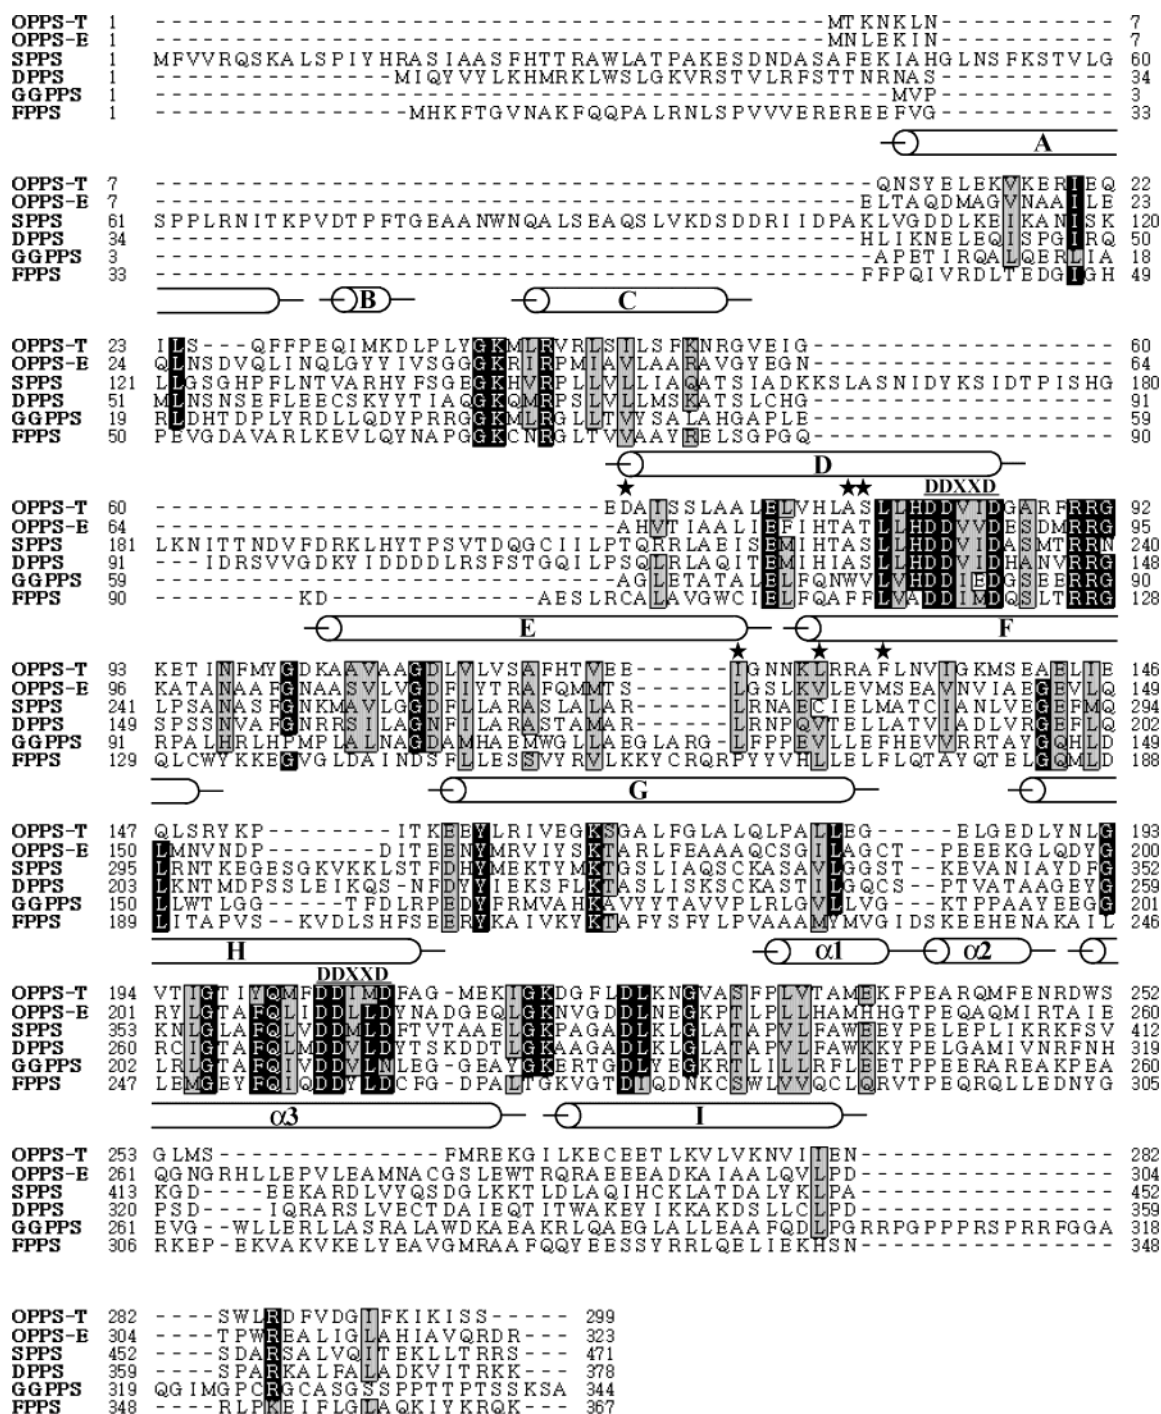 OPPS-T 1 ------------------------------------------MTKNKLN----------- 7
OPPS-E 1 ------------------------------------------MNLEKIN----------- 7
SPPS 1 MFVVRQSKALSPIYHRASIAASFHTTRAWLATPAKESDNDASAFEKIAHGLNSFKSTVLG 60
DPPS 1 ---------------MIQYVYLKHMRKLWSLGKVRSTVLRFSTTNRNAS----------- 34
GGPPS 1 ----------------------------------------------MVP----------- 3
FPPS 1 ----------------MHKFTGVNAKFQQPALRNLSPVVVEREREEFVG----------- 33
A
OPPS-T 7 ---------------------------------------------QNSYELEKVKERIEQ 22
OPPS-E 7 --------------------------------------------ELTAQDMAGVNAAILE 23
SPPS 61 SPPLRNITKPVDTPFTGEAANWNQALSEAQSLVKDSDDRIIDPAKLVGDDLKEIKANISK 120
DPPS 34 --------------------------------------------HLIKNELEQISPGIRQ 50
GGPPS 3 ---------------------------------------------APETIRQALQERLIA 18
FPPS 33 --------------------------------------------FFPQIVRDLTEDGIGH 49
B C
OPPS-T 23 ILS---QFFPEQIMKDLPLYGKMLRVRLSILSFKNRGVEIG------------------- 60
OPPS-E 24 QLNSDVQLINQLGYYIVSGGGKRIRPMIAVLAARAVGYEGN------------------- 64
SPPS 121 LLGSGHPFLNTVARHYFSGEGKHVRPLLVLLIAQATSIADKKSLASNIDYKSIDTPISHG 180
DPPS 51 MLNSNSEFLEECSKYYTIAQGKQMRPSLVLLMSKATSLCHG------------------- 91
GGPPS 19 RLDHTDPLYRDLLQDYPRRGGKMLRGLLTVYSALAHGAPLE------------------- 59
FPPS 50 PEVGDAVARLKEVLQYNAPGGKCNRGLTVVAAYRELSGPGQ------------------- 90
D
★ ★★ DDXXD
OPPS-T 60 ----------------------------EDAISSLAALELVHLASLLHDDVIDGARFRRG 92
OPPS-E 64 -----------------------------AHVTIAALIEFIHTATLLHDDVVDESDMRRG 95
SPPS 181 LKNITTNDVFDRKLHYTPSVTDQGCIILPTQRRLAEISEMIHTASLLHDDVIDASMTRRN 240
DPPS 91 ---IDRSVVGDKYIDDDDLRSFSTGQILPSQLRLAQITEMIHIASLLHDDVIDHANVRRG 148
GGPPS 59 -----------------------------AGLETATALELFQNWVLVHDDIEDGSEERRG 90
FPPS 90 ---------KD-------------AESLRCALAVGWCIELFQAFFLVADDIMDQSLTRRG 128
E F
★ ★ ★
OPPS-T 93 KETINFMYGDKAAVAAGDLVLVSAFHTVEE-------LGNNKLRRAFLNVIGKMSEAELIE 146
OPPS-E 96 KATANAAFGNAASVLVGDFIYTRAFQMMTS-------LGSLKVLEVMSEAVNVIAEGEVLQ 149
SPPS 241 LPSANASFGNKMAVLGGDFLLARASLALAR-------LRNAECIELMATCIANLVEGEFMQ 294
DPPS 149 SPSSNVAFGNRRSILAGNFILARASTAMAR-------LRNPQVTELLATVIADLVRGEFLQ 202
GGPPS 91 RPALHRLHPMPLALNAGDAMHAEMWGLLAEGLARG-LFPPEVLLEFHEVVRRTAYGQHLD 149
FPPS 129 QLCWYKKEGVGLDAINDSFLLESSVYRVLKKYCRQRPYYVHLLELFLQTAYQTELGQMLD 188
G
OPPS-T 147 QLSRYKP--------ITKEEYLRIVEGKSGALFGLALQLPALLEG-----ELGEDLYNLG 193
OPPS-E 150 LMNVNDP--------DITEENYMRVIYSKTARLFEAAAQCSGILAGCT--PEEEKGLQDYG 200
SPPS 295 LRNTKEGESGKVKKLSTFDHYMEKTYMKTGSLIAQSCKASAVLGGST--KEVANIAYDFG 352
DPPS 203 LKNTMDPSSLEIKQS-NFDYYIEKSFLKTASLISKSCKASTILGQCS--PTVATAAGEYG 259
GGPPS 150 LLWTLGG-----TFDLRPEDYFRMVAHKAVYYTAVVPLRLGVLLVG---KTPPAAYEEG 201
FPPS 189 LITAPVS--KVDLSHFSEERYKAIVKYKTAFYSFYLPVAAAMYMVGIDSKEEHENAKAIL 246
H α1 α2
DDXXD
OPPS-T 194 VTIGTIYQMFDDIMDFAG-MEKIGKDGFLDLKNGVASFPLVTAMEKFPEARQMFENRDWS 252
OPPS-E 201 RYLGTAFQLIDDLLDYNADGEQLGKNVGDDLNEGKPTLPLLHAMHHGTPEQAQMIRTAIE 260
SPPS 353 KNLGLAFQLVDDMLDFTVTAAELGKPAGADLKLGLATAPVLFAWEEYPELEPLIKRKFSV 412
DPPS 260 RCIGTAFQLMDDVLDYTSKDDTLGKAAGADLKLGLATAPVLFAWKKYPELGAMIVNRFNH 319
GGPPS 202 LRLGTAFQLVDDVLNLEG-GEAYGKERTGDLYEGKRTLILLRFLEETPPEERARAREAKPEA 260
FPPS 247 LEMGEYFQIQDDYLDCFG-DPALTGKVGTDIQDNKCSWLVVQCLQRVTPEQRQLLEDNYG 305
α3 I
OPPS-T 253 GLMS--------------FMREKGILKECEETLKVLVKNVIIEN---------------- 282
OPPS-E 261 QGNGRHLLEPVLEAMNACGSLEWTRQRAEEEADKAIAALQVLPD---------------- 304
SPPS 413 KGD----EEKARDLVYQSDGLKKTLDLAQIHCKLATDALYKLPA---------------- 452
DPPS 320 PSD----IQRARSLVECTDAIEQTITWAKEYIKKAKDSLLCLPD---------------- 359
GGPPS 261 EVG--WLLERLLASRALAWDKAEAKRLQAEGLALLEAAFQDLPGRRPGPPPRSPRRFGGA 318
FPPS 306 RKEP-EKVAKVKELYEAVGMRAAFQQYEESSYRRLQELIEKHSN---------------- 348
OPPS-T 282 ----SWLRDFVDGIFKIKISS----- 299
OPPS-E 304 ----TPWREALIGLAHIAVQRDR--- 323
SPPS 452 ----SDARSALVQITEKLLTRRS--- 471
DPPS 359 ----SPARKALFALADKVITRKK--- 378
GGPPS 319 QGIMGPCRGCASGSSPPTTPTSSKSA 344
FPPS 348 ----RLPKEIFLGLAQKIYKRQK--- 367